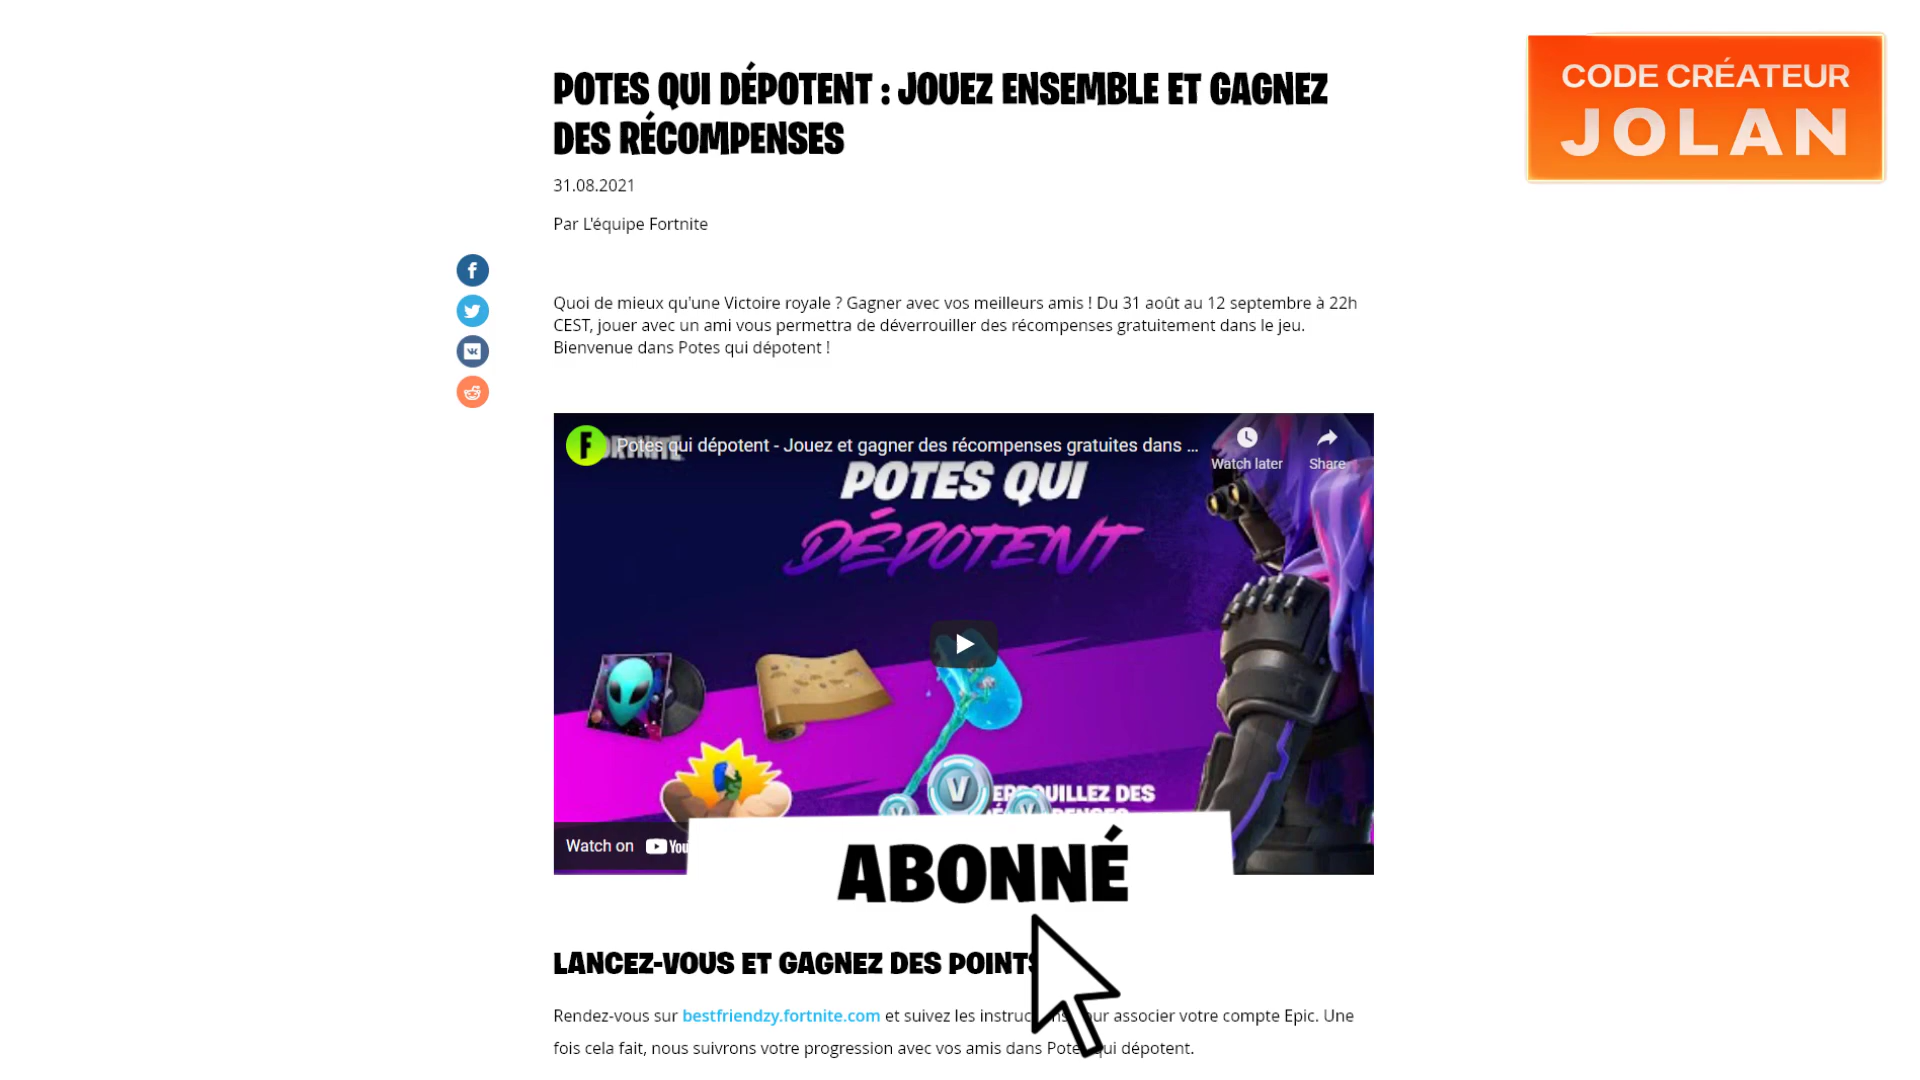 CODE CRÉATEUR
JOLAN
POTES QUI DÉPOTENT : JOUEZ ENSEMBLE ET GAGNEZ
DES RÉCOMPENSES
31.08.2021
Par L'équipe Fortnite
Quoi de mieux qu'une Victoire royale ? Gagner avec vos meilleurs amis ! Du 31 août au 12 septembre à 22h
CEST, jouer avec un ami vous permettra de déverrouiller des récompenses gratuitement dans le jeu.
Bienvenue dans Potes qui dépotent !
Potes qui dépotent - Jouez et gagner des récompenses gratuites dans ...
Watch later
Share
POTES QUI
DÉPOTENT
DES
Watch on
ABONNÉ
LANCEZ-VOUS ET GAGNEZ DES POINTS
Rendez-vous sur bestfriendzy.fortnite.com et suivez les associer votre compte Epic. Une
fois cela fait, nous suivrons votre progression avec vos amis dans Potes qui dépotent.